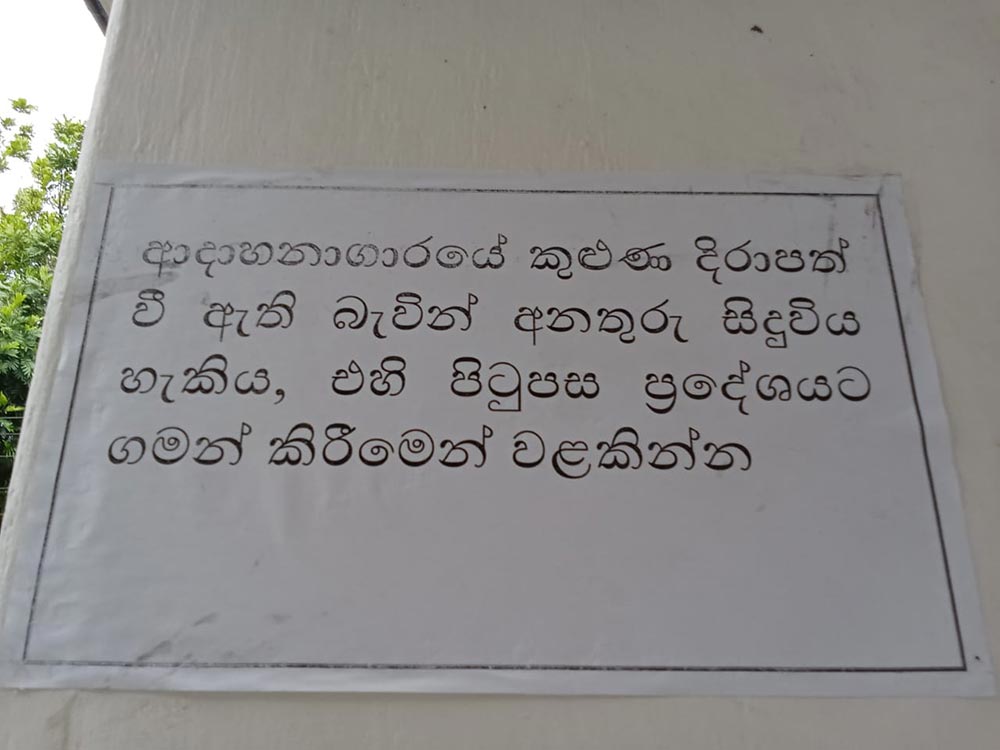 ආදාහනාගාරයේ කුළුණ දිරාපත්
වී ඇති බැවින් අනතුරු සිදුවිය
හැකිය, එහි පිටුපස ප්‍රදේශයට
ගමන් කිරීමෙන් වළකින්න